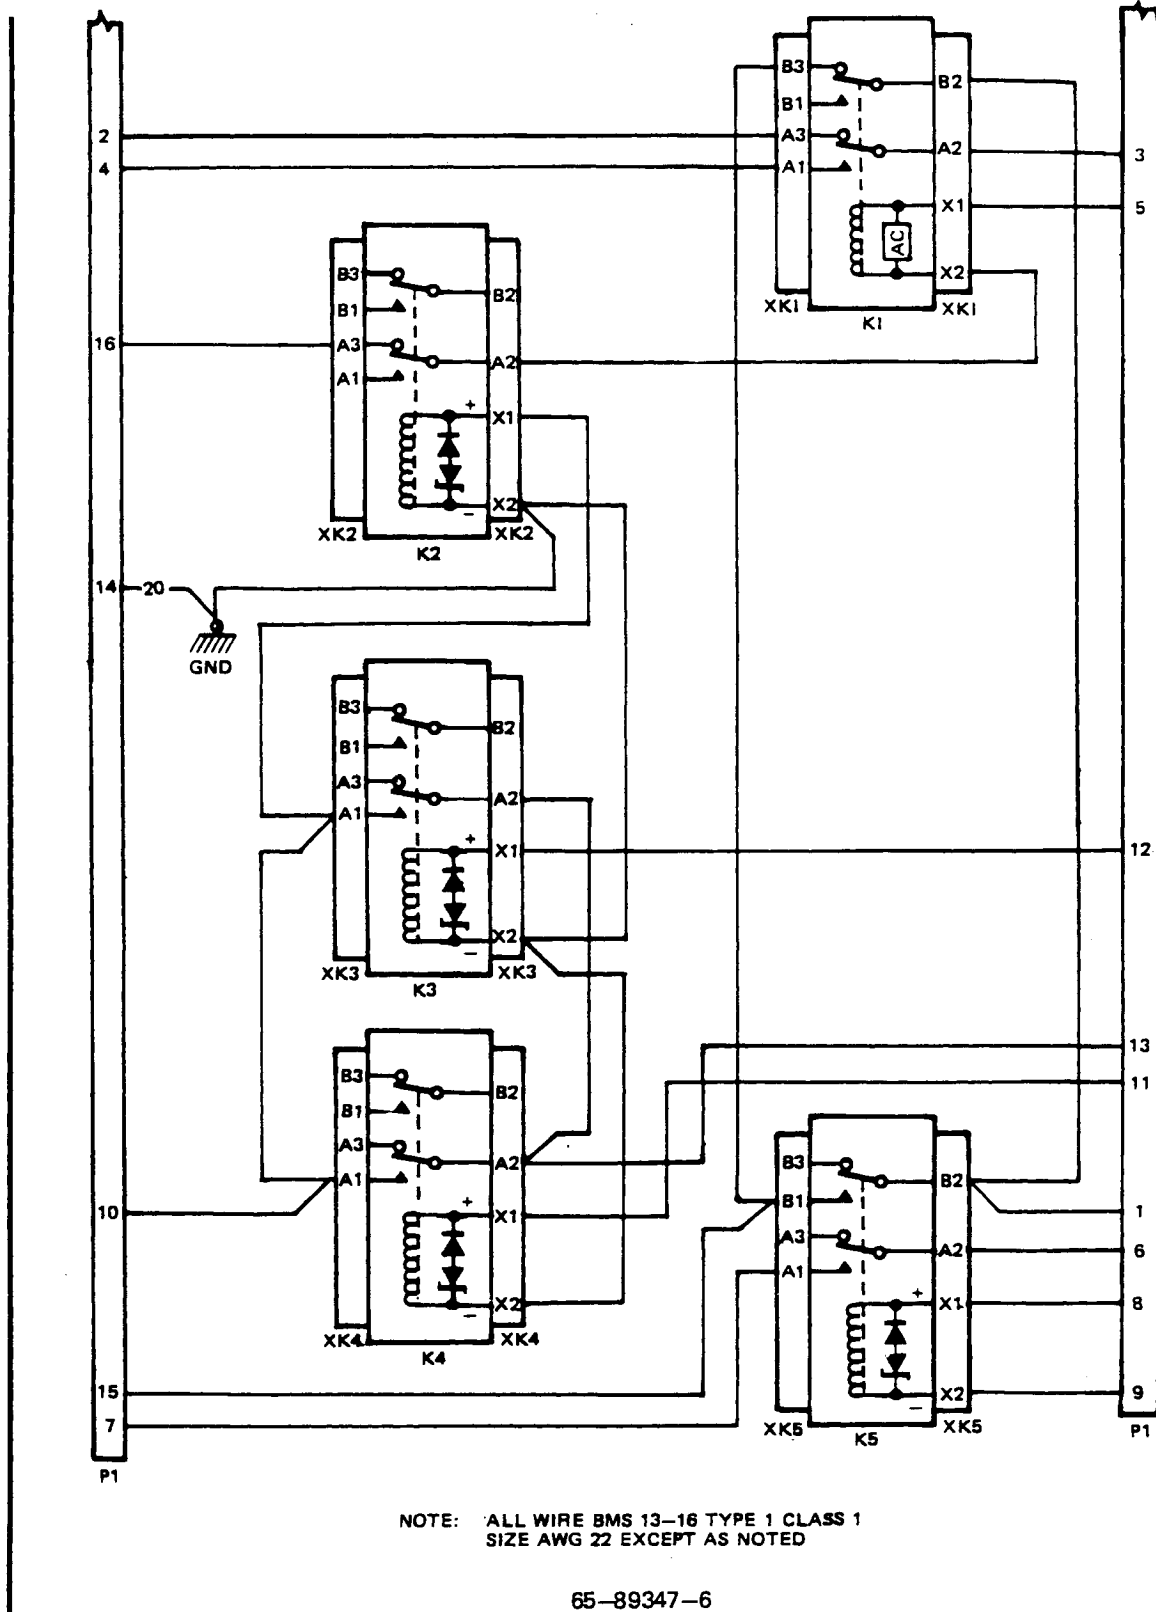 B3
B2
B1
2
A3
A2
3
4
A1
X1
5
AC
X2
XK1
K1
XK1
B3
B2
B1
16
A3
A2
A1
+
X1
X2
–
XK2
K2
XK2
14
20
GND
B3
B2
B1
A3
A2
A1
+
X1
12
X2
–
XK3
K3
XK3
13
11
B3
B2
B1
A3
A2
A1
+
X1
10
X2
–
XK4
K4
XK4
B3
B2
B1
1
A3
A2
6
A1
+
X1
8
X2
9
–
XK5
K5
XK5
15
7
P1
P1
NOTE: ALL WIRE BMS 13–16 TYPE 1 CLASS 1
SIZE AWG 22 EXCEPT AS NOTED
65–89347–6